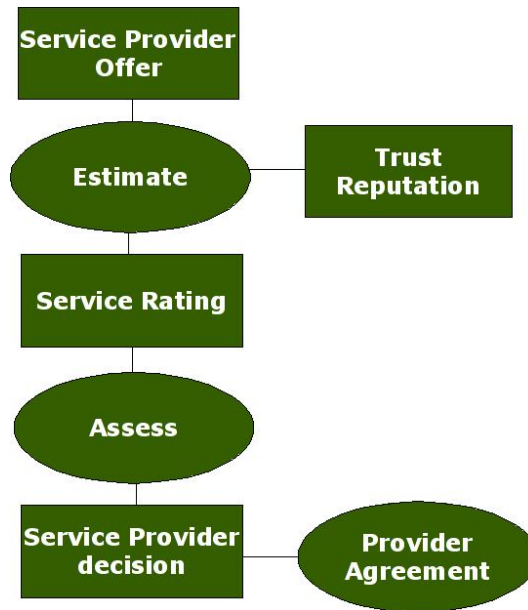 Service Provider
Offer
Estimate
Trust
Reputation
Service Rating
Assess
Service Provider
decision
Provider
Agreement